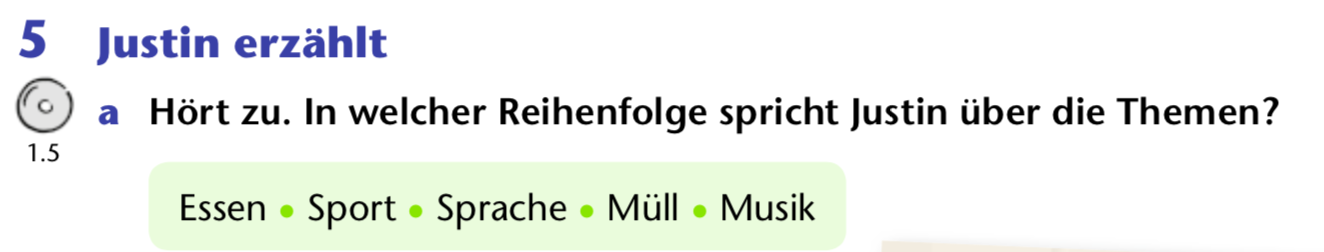 5 Justin erzählt
a Hört zu. In welcher Reihenfolge spricht Justin über die Themen?
1.5
Essen • Sport • Sprache • Müll • Musik